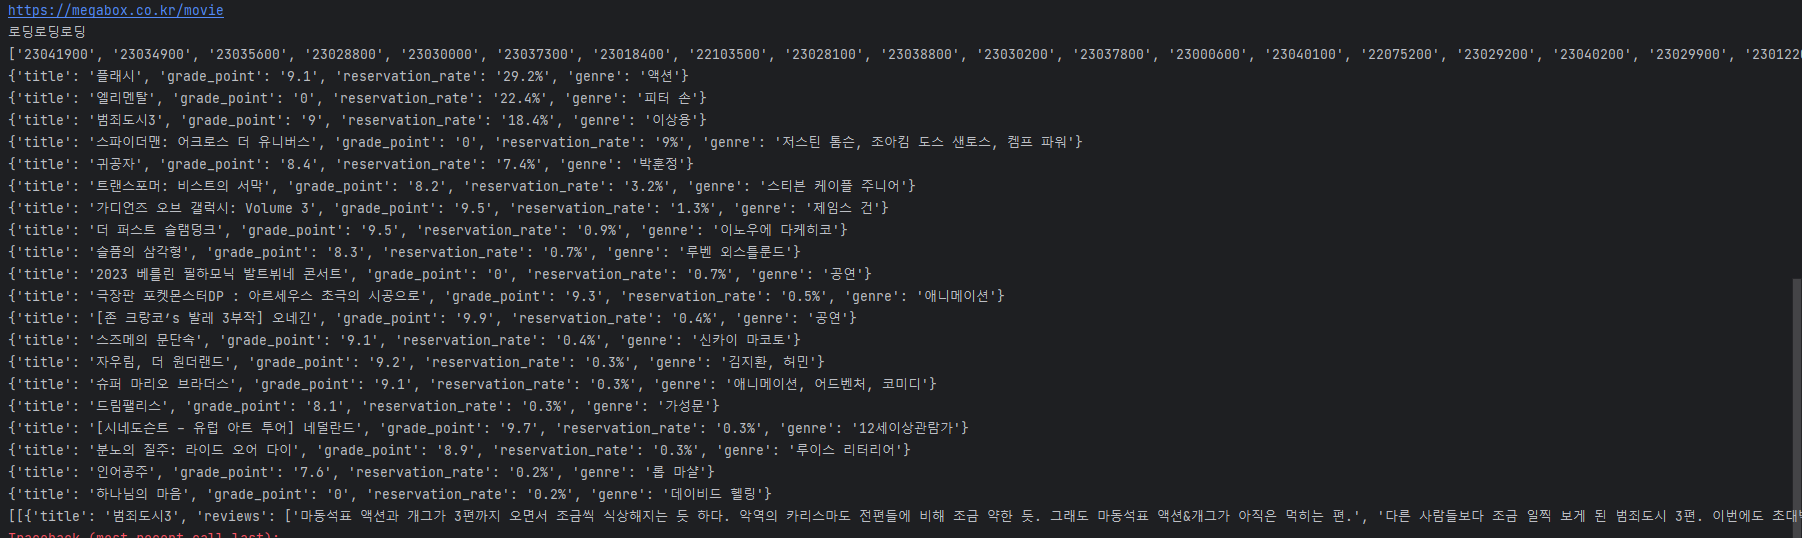 https://megabox.co.kr/movie
로딩로딩로딩
['23041900', '23034900', '23035600', '23028800', '23030000', '23037300', '23018400', '22103500', '23028100', '23038800', '23030200', '23037800', '23000600', '23040100', '22075200', '23029200', '23040200', '23029900', '2301220
{'title': '플래시', 'grade_point': '9.1', 'reservation_rate': '29.2%', 'genre': '액션'}
{'title': '엘리멘탈', 'grade_point': '0', 'reservation_rate': '22.4%', 'genre': '피터 손'}
{'title': '범죄도시3', 'grade_point': '9', 'reservation_rate': '18.4%', 'genre': '이상용'}
{'title': '스파이더맨: 어크로스 더 유니버스', 'grade_point': '0', 'reservation_rate': '9%', 'genre': '저스틴 톰슨, 조아킴 도스 샌토스, 켐프 파워'}
{'title': '귀공자', 'grade_point': '8.4', 'reservation_rate': '7.4%', 'genre': '박훈정'}
{'title': '트랜스포머: 비스트의 서막', 'grade_point': '8.2', 'reservation_rate': '3.2%', 'genre': '스티븐 케이플 주니어'}
{'title': '가디언즈 오브 갤럭시: Volume 3', 'grade_point': '9.5', 'reservation_rate': '1.3%', 'genre': '제임스 건'}
{'title': '더 퍼스트 슬램덩크', 'grade_point': '9.5', 'reservation_rate': '0.9%', 'genre': '이노우에 다케히코'}
{'title': '슬픔의 삼각형', 'grade_point': '8.3', 'reservation_rate': '0.7%', 'genre': '루벤 외스틀룬드'}
{'title': '2023 베를린 필하모닉 발트뷔네 콘서트', 'grade_point': '0', 'reservation_rate': '0.7%', 'genre': '공연'}
{'title': '극장판 포켓몬스터DP : 아르세우스 초극의 시공으로', 'grade_point': '9.3', 'reservation_rate': '0.5%', 'genre': '애니메이션'}
{'title': '[존 크랑코’s 발레 3부작] 오네긴', 'grade_point': '9.9', 'reservation_rate': '0.4%', 'genre': '공연'}
{'title': '스즈메의 문단속', 'grade_point': '9.1', 'reservation_rate': '0.4%', 'genre': '신카이 마코토'}
{'title': '자우림, 더 원더랜드', 'grade_point': '9.2', 'reservation_rate': '0.3%', 'genre': '김지환, 허민'}
{'title': '슈퍼 마리오 브라더스', 'grade_point': '9.1', 'reservation_rate': '0.3%', 'genre': '애니메이션, 어드벤처, 코미디'}
{'title': '드림팰리스', 'grade_point': '8.1', 'reservation_rate': '0.3%', 'genre': '가성문'}
{'title': '[시네도슨트 – 유럽 아트 투어] 네덜란드', 'grade_point': '9.7', 'reservation_rate': '0.3%', 'genre': '12세이상관람가'}
{'title': '분노의 질주: 라이드 오어 다이', 'grade_point': '8.9', 'reservation_rate': '0.3%', 'genre': '루이스 리터리어'}
{'title': '인어공주', 'grade_point': '7.6', 'reservation_rate': '0.2%', 'genre': '롭 마샬'}
{'title': '하나님의 마음', 'grade_point': '0', 'reservation_rate': '0.2%', 'genre': '데이비드 헬링'}
[[{'title': '범죄도시3', 'reviews': ['마동석표 액션과 개그가 3편까지 오면서 조금씩 식상해지는 듯 하다. 악역의 카리스마도 전편들에 비해 조금 약한 듯. 그래도 마동석표 액션&개그가 아직은 먹히는 편.', '다른 사람들보다 조금 일찍 보게 된 범죄도시 3편. 이번에도 초대박
Traceback (most recent call last):